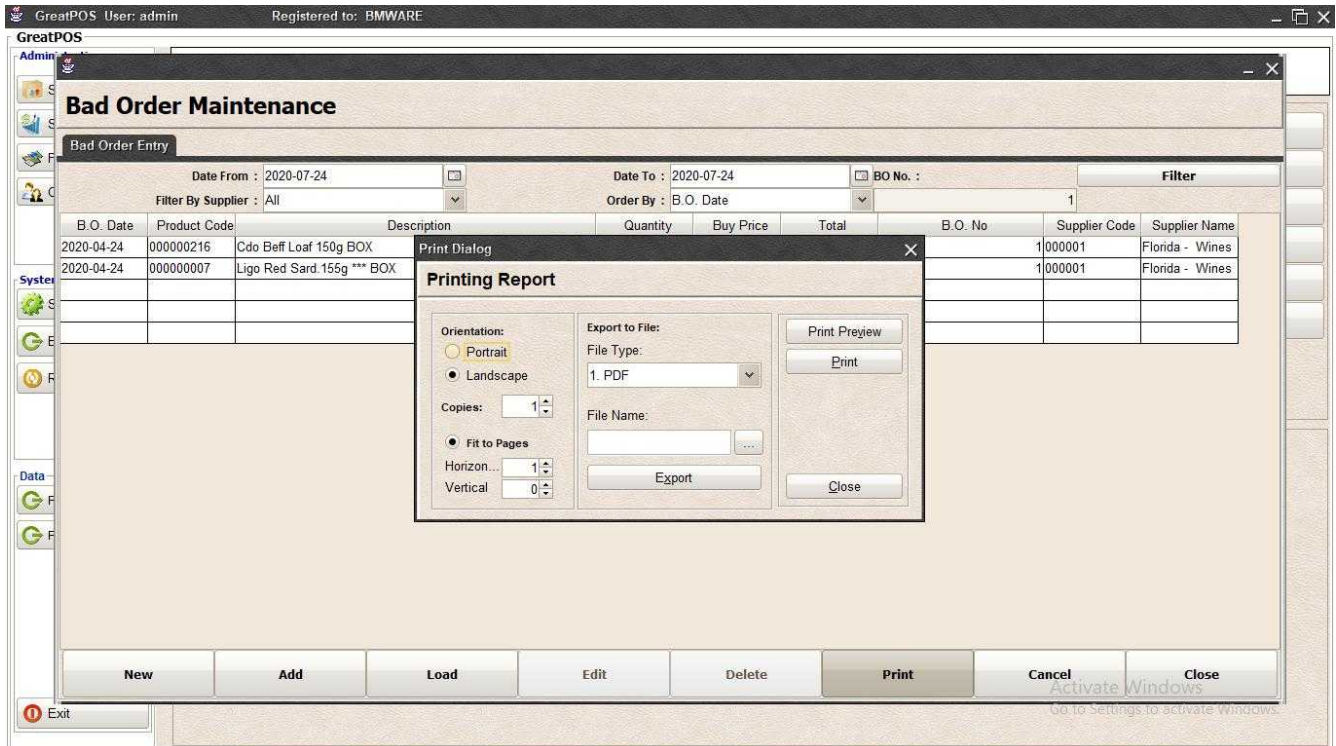 GreatPOS User: admin Registered to: BMWARE
GreatPOS
Admin
Bad Order Maintenance
Bad Order Entry
Date From : 2020-07-24 Date To : 2020-07-24 BO No. : Filter
Filter By Supplier : All Order By : B.O. Date 1
B.O. Date Product Code Description Quantity Buy Price Total B.O. No Supplier Code Supplier Name
2020-04-24 000000216 Cdo Beff Loaf 150g BOX 1 000001 Florida - Wines
2020-04-24 000000007 Ligo Red Sard.155g *** BOX 1 000001 Florida - Wines
Print Dialog
Printing Report
Orientation:
Portrait
Landscape
Copies: 1
Fit to Pages
Horizon... 1
Vertical 0
Export to File:
File Type:
1. PDF
File Name:
...
Export
Print Preview
Print
Close
System
Data
New Add Load Edit Delete Print Cancel Close
Activate Windows
Go to Settings to activate Windows.
Exit